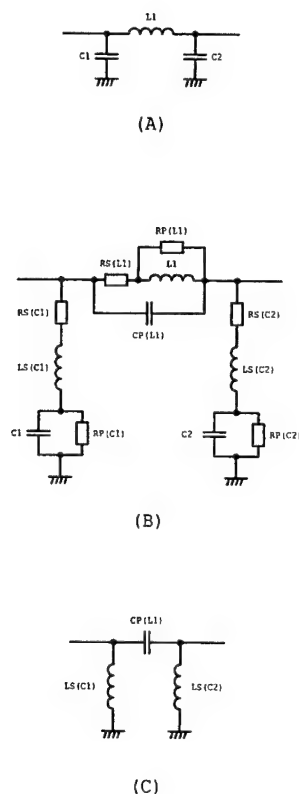 L1
C1
C2
(A)
RP(L1)
RS(L1)
L1
RS(C1)
CP(L1)
RS(C2)
LS(C1)
LS(C2)
C1
RP(C1)
C2
RP(C2)
(B)
CP(L1)
LS(C1)
LS(C2)
(C)